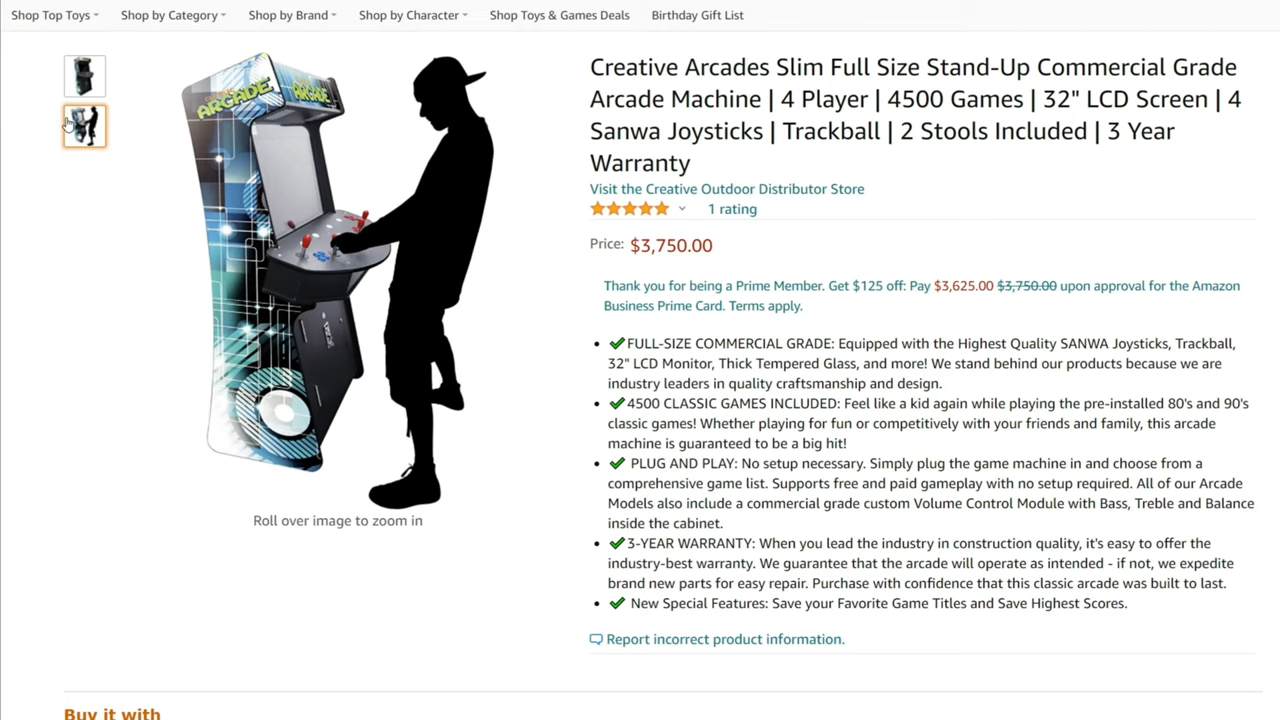 Shop Top Toys
Shop by Category
Shop by Brand
Shop by Character
Shop Toys & Games Deals
Birthday Gift List
ARCADE
ARCADE
Creative Arcades Slim Full Size Stand-Up Commercial Grade
Arcade Machine | 4 Player | 4500 Games | 32" LCD Screen | 4
Sanwa Joysticks | Trackball | 2 Stools Included | 3 Year
Warranty
Visit the Creative Outdoor Distributor Store
1 rating
Price: $3,750.00
Thank you for being a Prime Member. Get $125 off: Pay $3,625.00 $3,750.00 upon approval for the Amazon
Business Prime Card. Terms apply.
• ✔FULL-SIZE COMMERCIAL GRADE: Equipped with the Highest Quality SANWA Joysticks, Trackball,
32" LCD Monitor, Thick Tempered Glass, and more! We stand behind our products because we are
industry leaders in quality craftsmanship and design.
• ✔4500 CLASSIC GAMES INCLUDED: Feel like a kid again while playing the pre-installed 80's and 90's
classic games! Whether playing for fun or competitively with your friends and family, this arcade
machine is guaranteed to be a big hit!
• ✔ PLUG AND PLAY: No setup necessary. Simply plug the game machine in and choose from a
comprehensive game list. Supports free and paid gameplay with no setup required. All of our Arcade
Models also include a commercial grade custom Volume Control Module with Bass, Treble and Balance
inside the cabinet.
• ✔3-YEAR WARRANTY: When you lead the industry in construction quality, it's easy to offer the
industry-best warranty. We guarantee that the arcade will operate as intended - if not, we expedite
brand new parts for easy repair. Purchase with confidence that this classic arcade was built to last.
• ✔ New Special Features: Save your Favorite Game Titles and Save Highest Scores.
Roll over image to zoom in
Report incorrect product information.
Buy it with